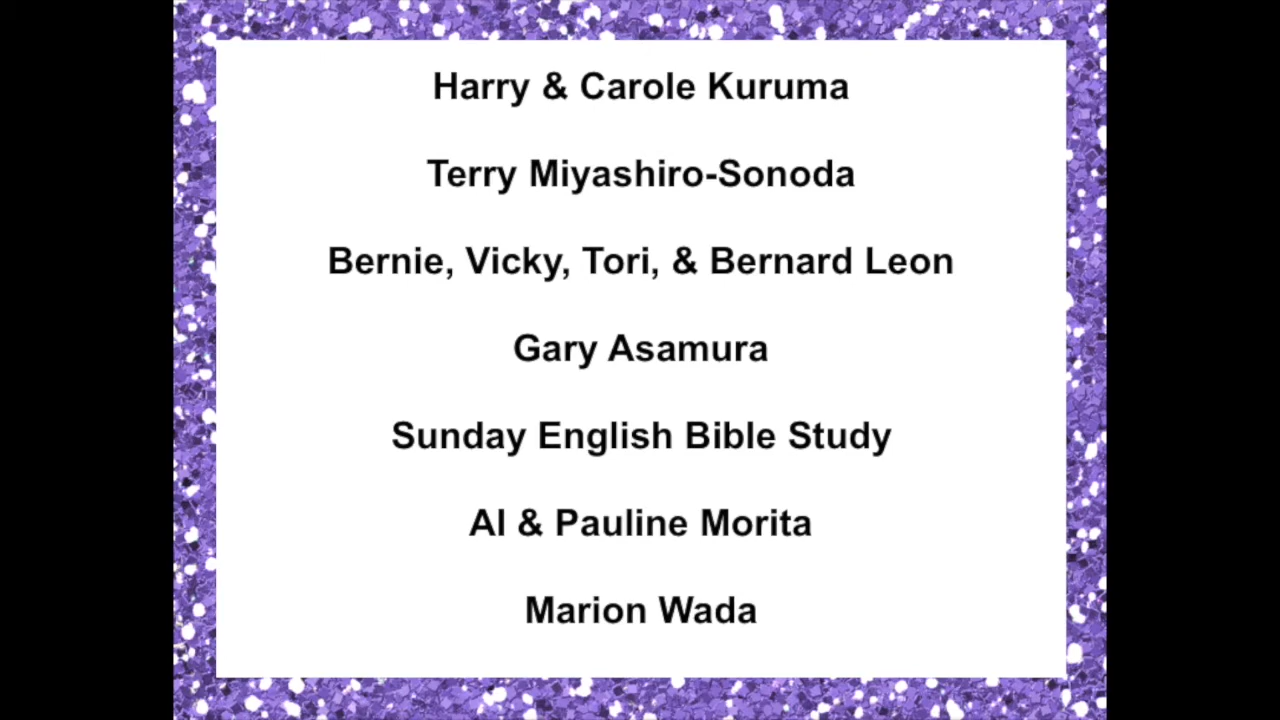 Harry & Carole Kuruma
Terry Miyashiro-Sonoda
Bernie, Vicky, Tori, & Bernard Leon
Gary Asamura
Sunday English Bible Study
Al & Pauline Morita
Marion Wada